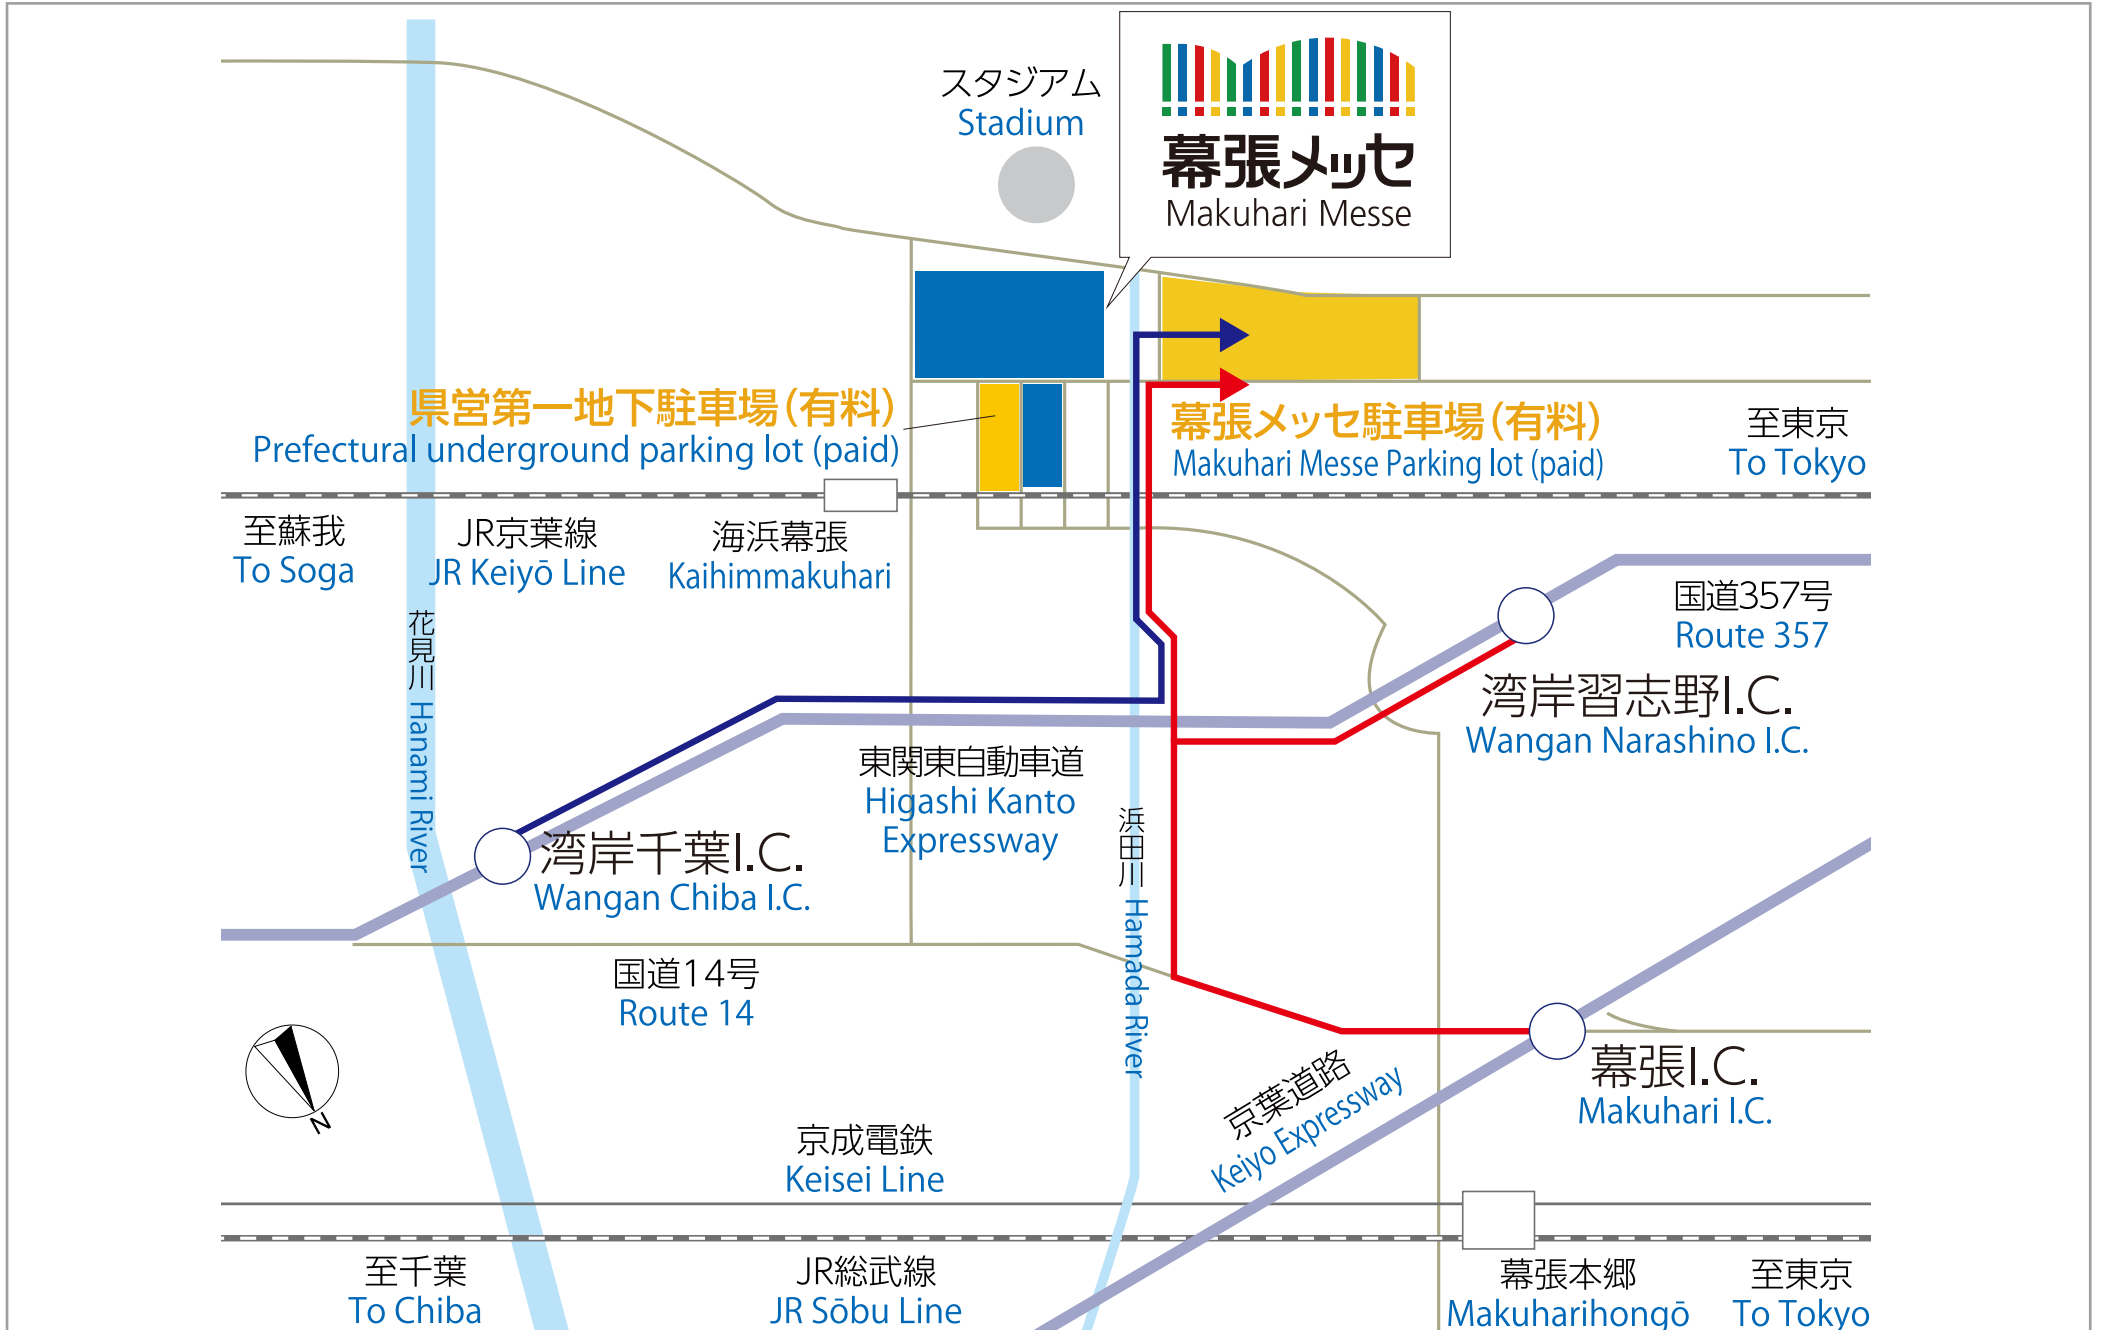 スタジアム
Stadium
幕張メッセ
Makuhari Messe
県営第一地下駐車場(有料)
Prefectural underground parking lot (paid)
幕張メッセ駐車場(有料)
Makuhari Messe Parking lot (paid)
至東京
To Tokyo
至蘇我
To Soga
JR京葉線
JR Keiyō Line
海浜幕張
Kaihimmakuhari
国道357号
Route 357
花見川 Hanami River
湾岸習志野I.C.
Wangan Narashino I.C.
東関東自動車道
Higashi Kanto
Expressway
湾岸千葉I.C.
Wangan Chiba I.C.
浜田川 Hamada River
国道14号
Route 14
N
幕張I.C.
Makuhari I.C.
京葉道路
Keiyo Expressway
京成電鉄
Keisei Line
至千葉
To Chiba
JR総武線
JR Sōbu Line
幕張本郷
Makuharihongō
至東京
To Tokyo